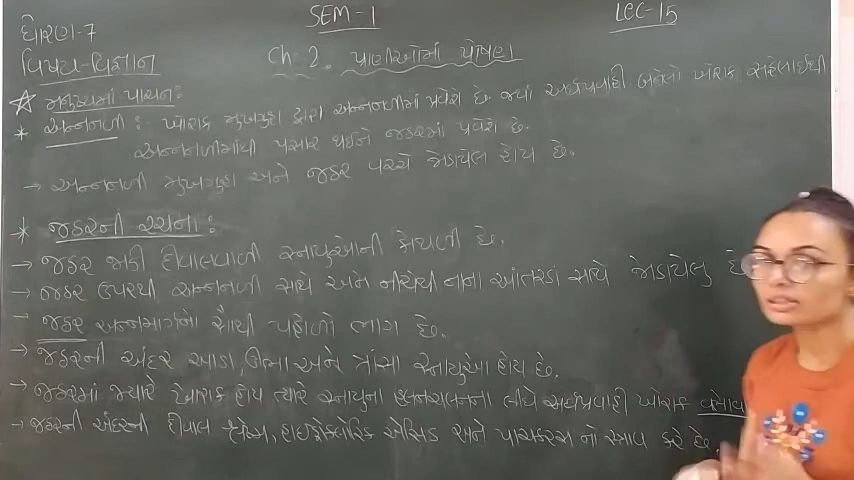 ધોરણ-7 SEM-1 LEC-15
વિષય-વિજ્ઞાન Ch 2. પ્રાણીઓમાં પોષણ
☆ મનુષ્યમાં પાચન:
* અન્નનળી :- ખોરાક મુખગુહા દ્વારા અન્નનળીમાં પ્રવેશે છે. જ્યાં અર્ધપ્રવાહી બનેલો ખોરાક સહેલાઈથી
અન્નનળીમાંથી પસાર થઈને જઠરમાં પ્રવેશે છે.
→ અન્નનળી મુખગુહા અને જઠર વચ્ચે જોડાયેલ હોય છે.
* જઠરની રચના :
→ જઠર જાડી દીવાલવાળી સ્નાયુઓની કોથળી છે.
→ જઠર ઉપરથી અન્નનળી સાથે અને નીચેથી નાના આંતરડાં સાથે જોડાયેલું છે
→ જઠર અન્નમાર્ગનો સૌથી પહોળો ભાગ છે.
→ જઠરની અંદર આડા, ઊભા અને ત્રાંસા સ્નાયુઓ હોય છે.
→ જઠરમાં જ્યારે ખોરાક હોય ત્યારે સ્નાયુના હલનચલનના લીધે અર્ધપ્રવાહી ખોરાક
→ જઠરની અંદરની દીવાલ શ્લેષ્મ, હાઇડ્રોક્લોરિક એસિડ અને પાચકરસ નો સ્ત્રાવ કરે છે.